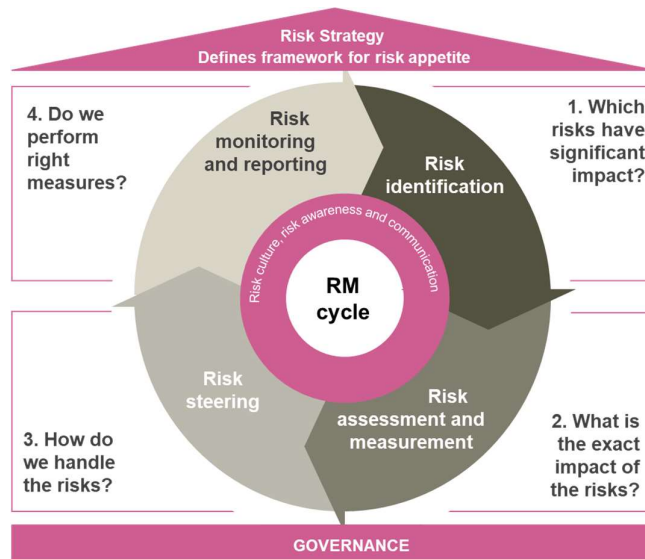 Risk Strategy
Defines framework for risk appetite
4. Do we
perform
right
measures?
Risk
monitoring
and reporting
1. Which
risks have
significant
impact?
Risk
identification
Risk culture, risk awareness and communication
RM
cycle
Risk
steering
Risk
assessment and
measurement
3. How do
we handle
the risks?
2. What is
the exact
impact of
the risks?
GOVERNANCE